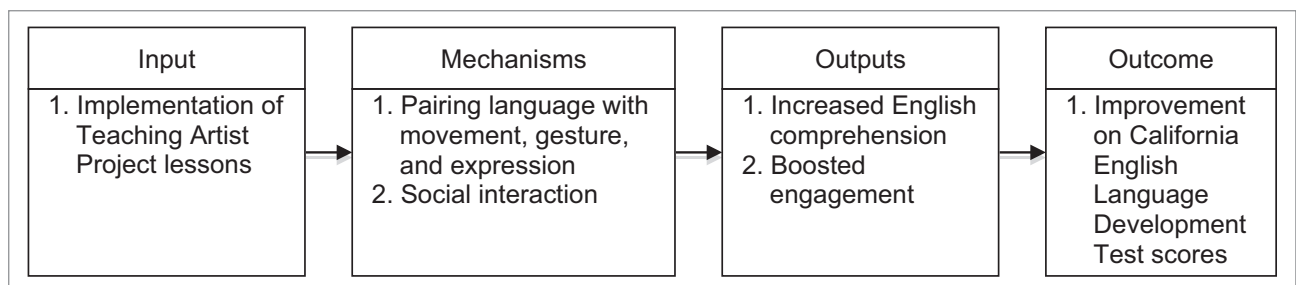 Input
1. Implementation of
Teaching Artist
Project lessons
Mechanisms
1. Pairing language with
movement, gesture,
and expression
2. Social interaction
Outputs
1. Increased English
comprehension
2. Boosted
engagement
Outcome
1. Improvement
on California
English
Language
Development
Test scores